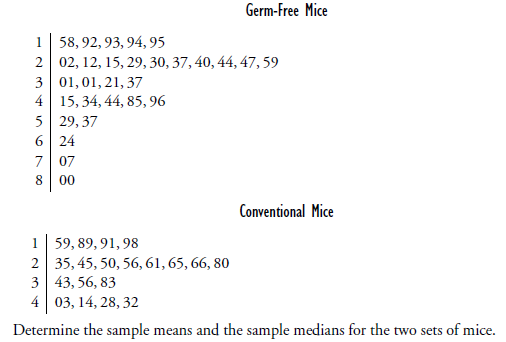 Germ-Free Mice
1 58, 92, 93, 94, 95
2 02, 12, 15, 29, 30, 37, 40, 44, 47, 59
3 01, 01, 21, 37
4 15, 34, 44, 85, 96
5 29, 37
6 24
7 07
8 00
Conventional Mice
1 59, 89, 91, 98
2 35, 45, 50, 56, 61, 65, 66, 80
3 43, 56, 83
4 03, 14, 28, 32
Determine the sample means and the sample medians for the two sets of mice.